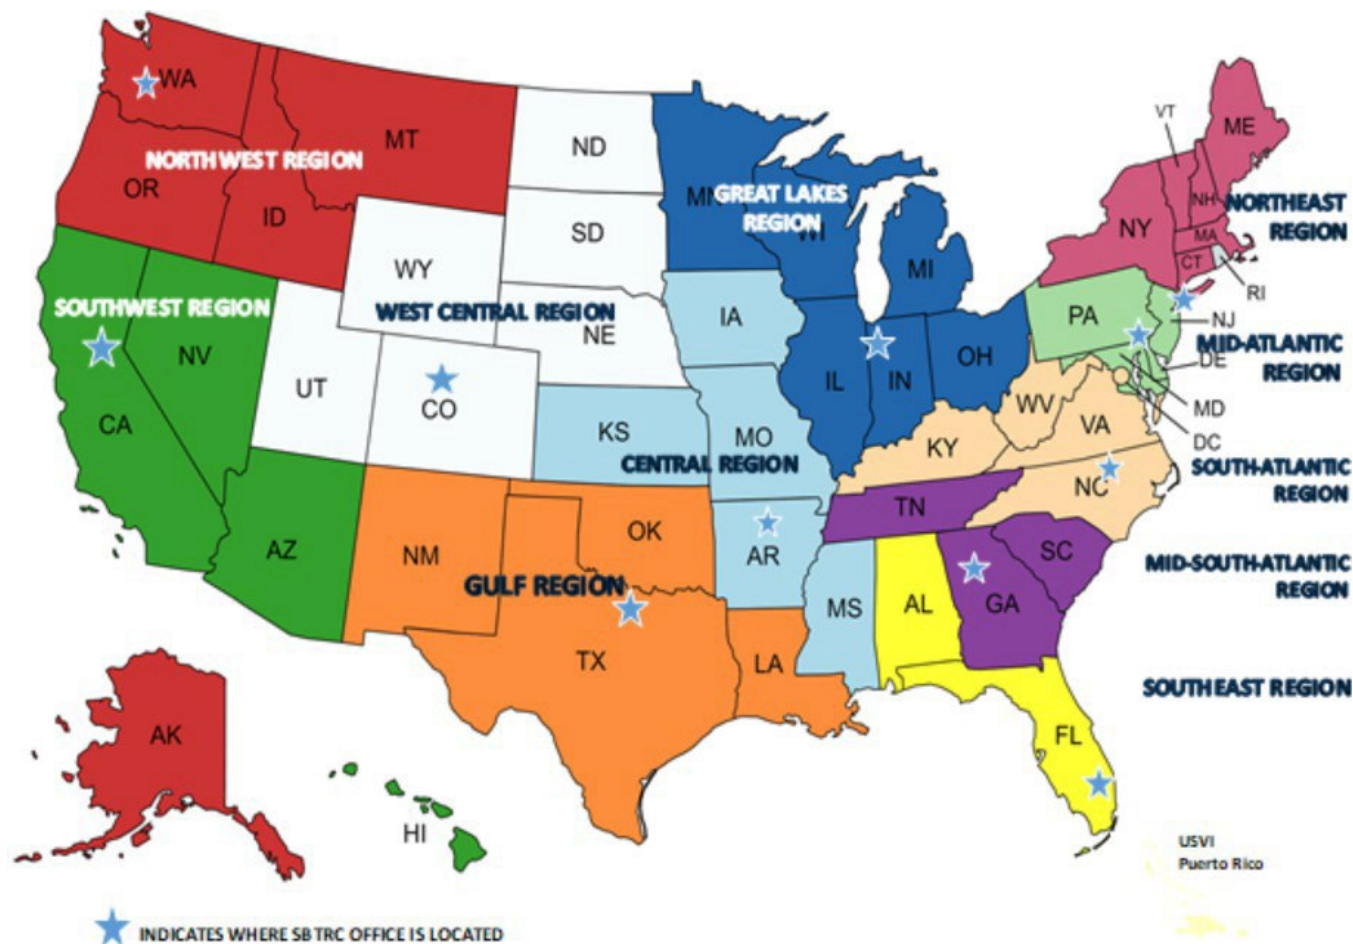 WA
MT
ND
VT
ME
NORTHWEST REGION
OR
ID
MN
GREAT LAKES
REGION
WI
NH
NORTHEAST
REGION
SD
NY
MA
WY
MI
CT
RI
SOUTHWEST REGION
WEST CENTRAL REGION
IA
PA
NJ
NE
NV
OH
MID-ATLANTIC
REGION
DE
UT
IL
IN
CO
WV
MD
CA
KS
MO
KY
VA
DC
CENTRAL REGION
SOUTH-ATLANTIC
REGION
NC
TN
OK
AZ
NM
AR
SC
MID-SOUTH-ATLANTIC
REGION
GULF REGION
MS
AL
GA
TX
LA
SOUTHEAST REGION
AK
FL
HI
USVI
Puerto Rico
INDICATES WHERE SBTRC OFFICE IS LOCATED